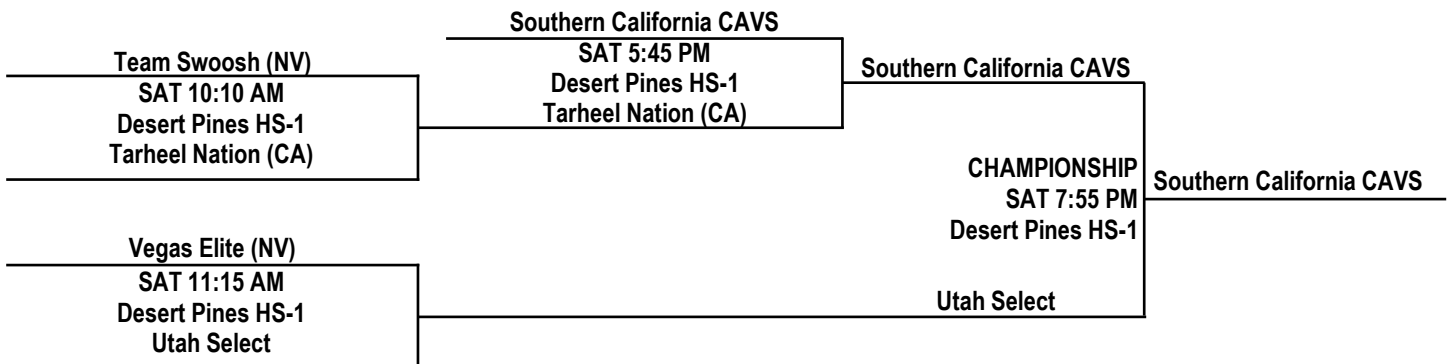 Southern California CAVS
Team Swoosh (NV)
SAT 5:45 PM
Southern California CAVS
SAT 10:10 AM
Desert Pines HS-1
Desert Pines HS-1
Tarheel Nation (CA)
Tarheel Nation (CA)
CHAMPIONSHIP
Southern California CAVS
SAT 7:55 PM
Desert Pines HS-1
Vegas Elite (NV)
SAT 11:15 AM
Desert Pines HS-1
Utah Select
Utah Select